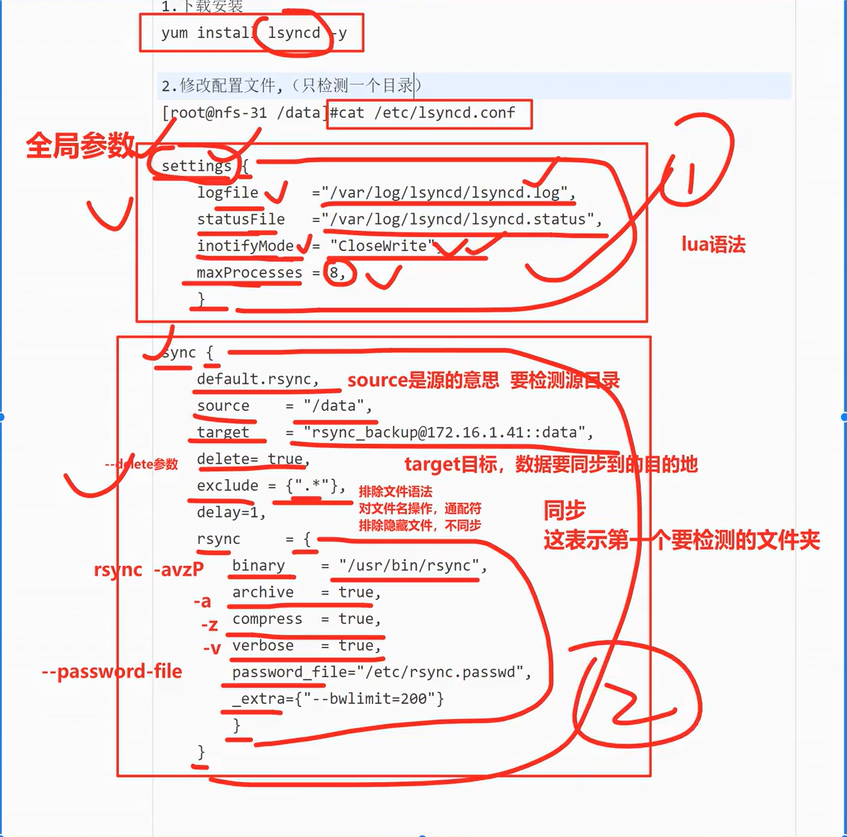 1.下载安装
yum install lsyncd -y
2.修改配置文件,（只检测一个目录）
[root@nfs-31 /data]#cat /etc/lsyncd.conf
全局参数
settings {
logfile ="/var/log/lsyncd/lsyncd.log",
statusFile ="/var/log/lsyncd/lsyncd.status",
inotifyMode = "CloseWrite",
maxProcesses = 8,
}
1
lua语法
sync {
default.rsync,
source是源的意思 要检测源目录
source = "/data",
target = "rsync_backup@172.16.1.41::data",
--delete参数
delete= true,
target目标，数据要同步到的目的地
exclude = {".*"},
排除文件语法
对文件名操作，通配符
排除隐藏文件，不同步
delay=1,
同步
这表示第一个要检测的文件夹
rsync = {
rsync -avzP
binary = "/usr/bin/rsync",
-a
archive = true,
-z
compress = true,
-v
verbose = true,
--password-file
password_file="/etc/rsync.passwd",
_extra={"--bwlimit=200"}
}
}
2